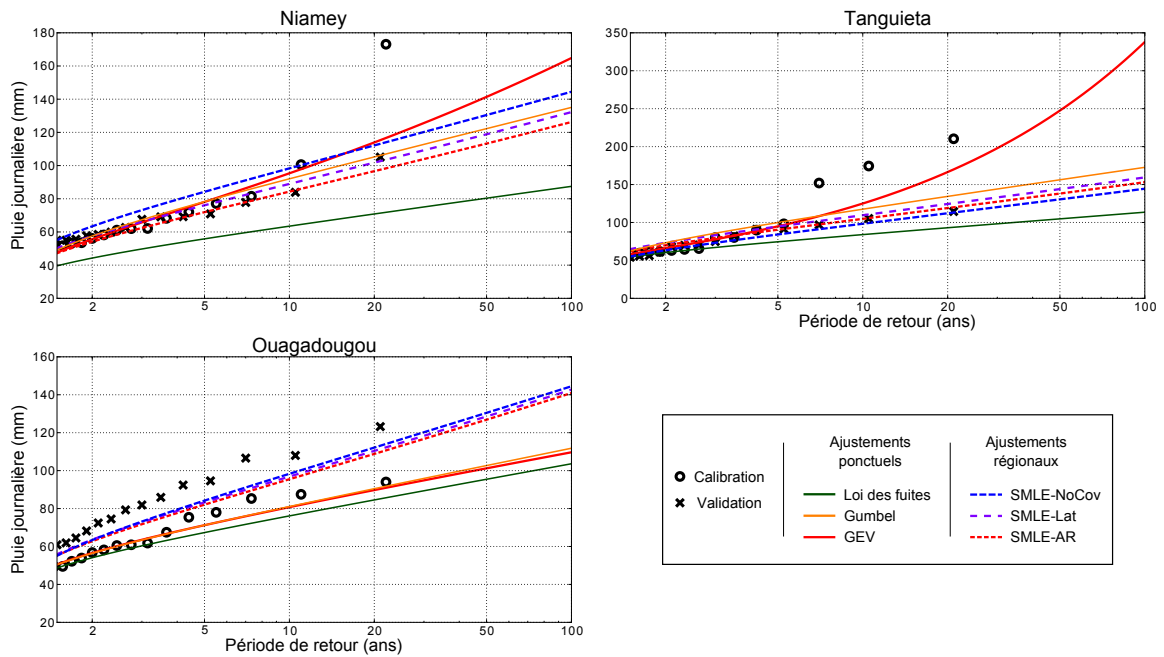 Niamey
Pluie journalière (mm)
180
160
140
120
100
80
60
40
20
2 5 10 20 50 100
Tanguieta
350
300
250
200
150
100
50
0
2 5 10 20 50 100
Période de retour (ans)
Ouagadougou
Pluie journalière (mm)
160
140
120
100
80
60
40
20
2 5 10 20 50 100
Période de retour (ans)
Calibration
Validation
Ajustements
ponctuels
Loi des fuites
Gumbel
GEV
Ajustements
régionaux
SMLE-NoCov
SMLE-Lat
SMLE-AR